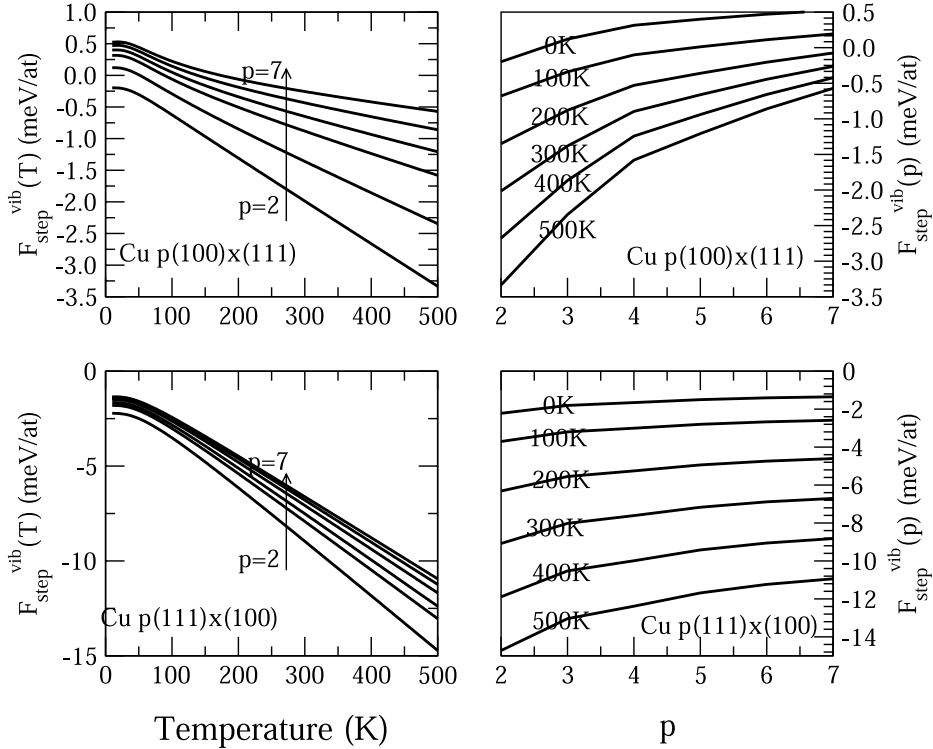 1.0
0.5
0.0
-0.5
-1.0
-1.5
-2.0
-2.5
-3.0
-3.5
0 100 200 300 400 500
F_step^vib(T) (meV/at)
p=7
p=2
Cu p(100)x(111)
0K
100K
200K
300K
400K
500K
Cu p(100)x(111)
2 3 4 5 6 7
0.5
0.0
-0.5
-1.0
-1.5
-2.0
-2.5
-3.0
-3.5
F_step^vib(p) (meV/at)
0
-5
-10
-15
0 100 200 300 400 500
F_step^vib(T) (meV/at)
p=7
p=2
Cu p(111)x(100)
Temperature (K)
0K
100K
200K
300K
400K
500K
Cu p(111)x(100)
2 3 4 5 6 7
0
-2
-4
-6
-8
-10
-12
-14
F_step^vib(p) (meV/at)
p